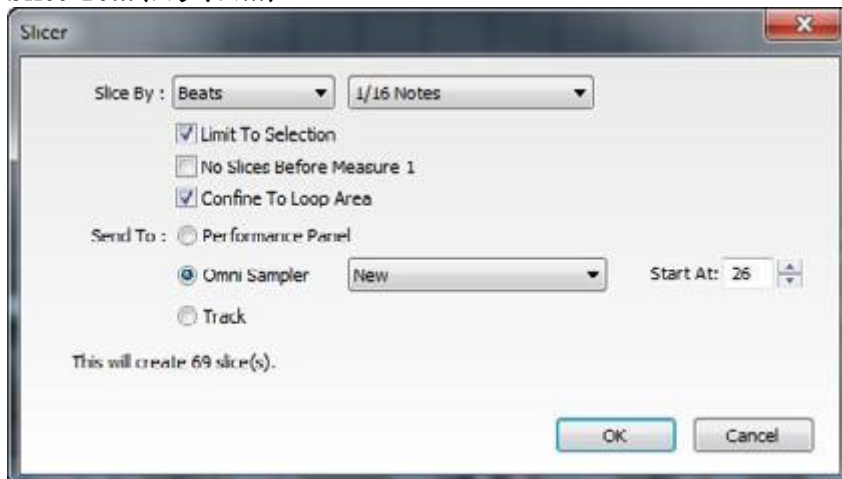 Slicer
Slice By : Beats 1/16 Notes
Limit To Selection
No Slices Before Measure 1
Confine To Loop Area
Send To : Performance Panel
Omni Sampler New Start At: 26
Track
This will create 69 slice(s).
OK Cancel